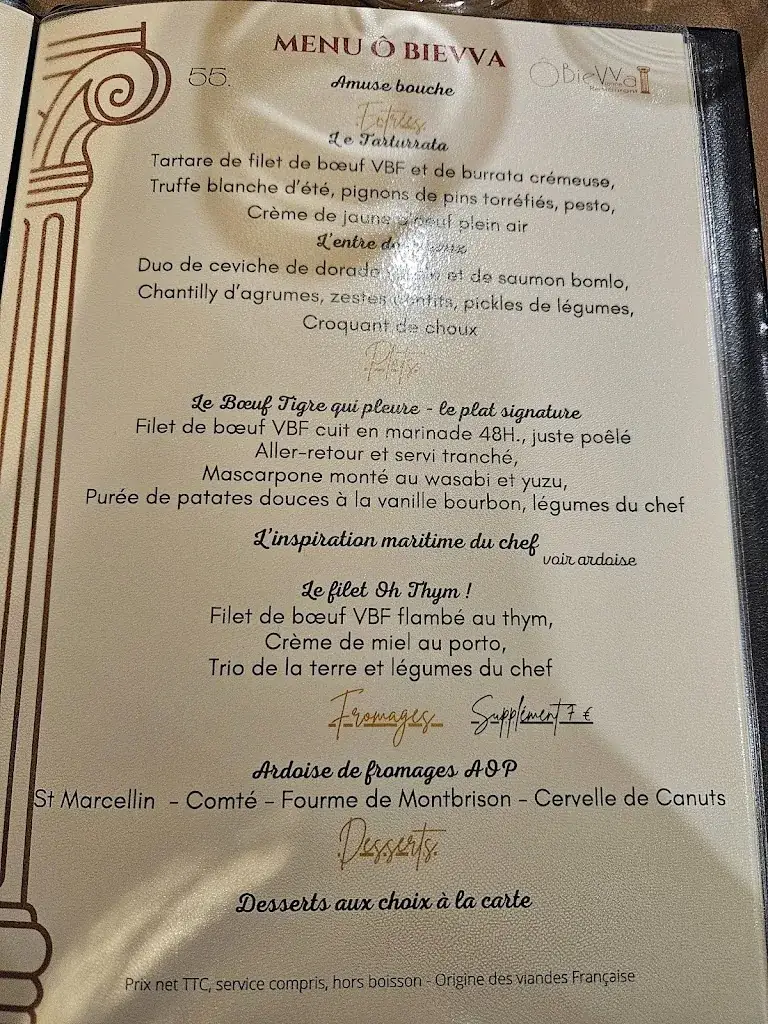 MENU Ô BIEVVA
55.
ÔBieVVa
Restaurant
Amuse bouche
Entrées
Le Tarturrata
Tartare de filet de bœuf VBF et de burrata crémeuse,
Truffe blanche d'été, pignons de pins torréfiés, pesto,
Crème de jaune d'oeuf plein air
L'entre
Duo de ceviche de dorade et de saumon bomlo,
Chantilly d'agrumes, zestes confits, pickles de légumes,
Croquant de choux
Plats
Le Bœuf Tigre qui pleure - le plat signature
Filet de bœuf VBF cuit en marinade 48H., juste poêlé
Aller-retour et servi tranché,
Mascarpone monté au wasabi et yuzu,
Purée de patates douces à la vanille bourbon, légumes du chef
L'inspiration maritime du chef
voir ardoise
Le filet Oh Thym !
Filet de bœuf VBF flambé au thym,
Crème de miel au porto,
Trio de la terre et légumes du chef
Fromages Supplément 7 €
Ardoise de fromages AOP
St Marcellin - Comté - Fourme de Montbrison - Cervelle de Canuts
Desserts
Desserts aux choix à la carte
Prix net TTC, service compris, hors boisson - Origine des viandes Française